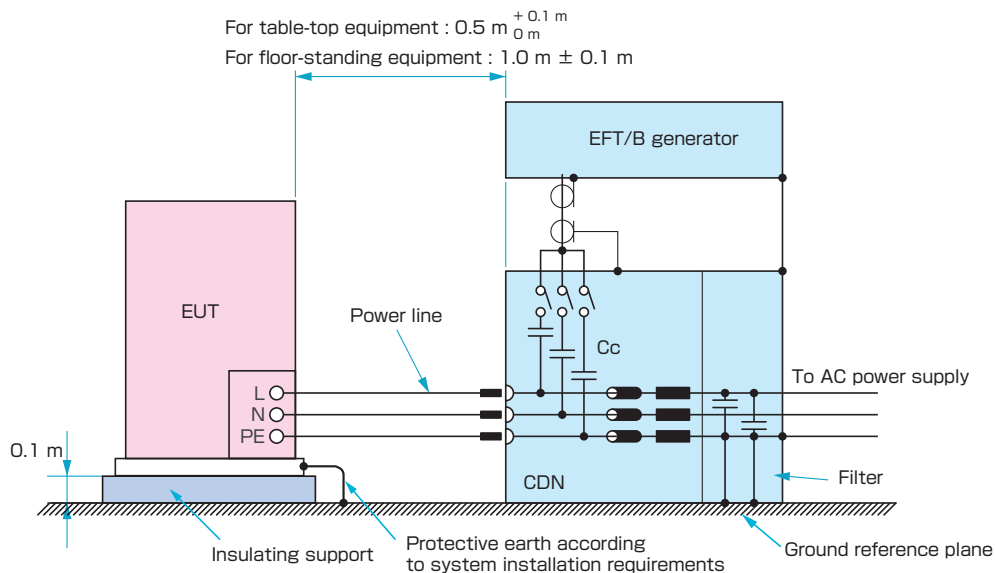 For table-top equipment : 0.5 m + 0.1 m 0 m
For floor-standing equipment : 1.0 m ± 0.1 m
EFT/B generator
EUT
Power line
Cc
To AC power supply
L
N
PE
0.1 m
CDN
Filter
Insulating support
Protective earth according
to system installation requirements
Ground reference plane